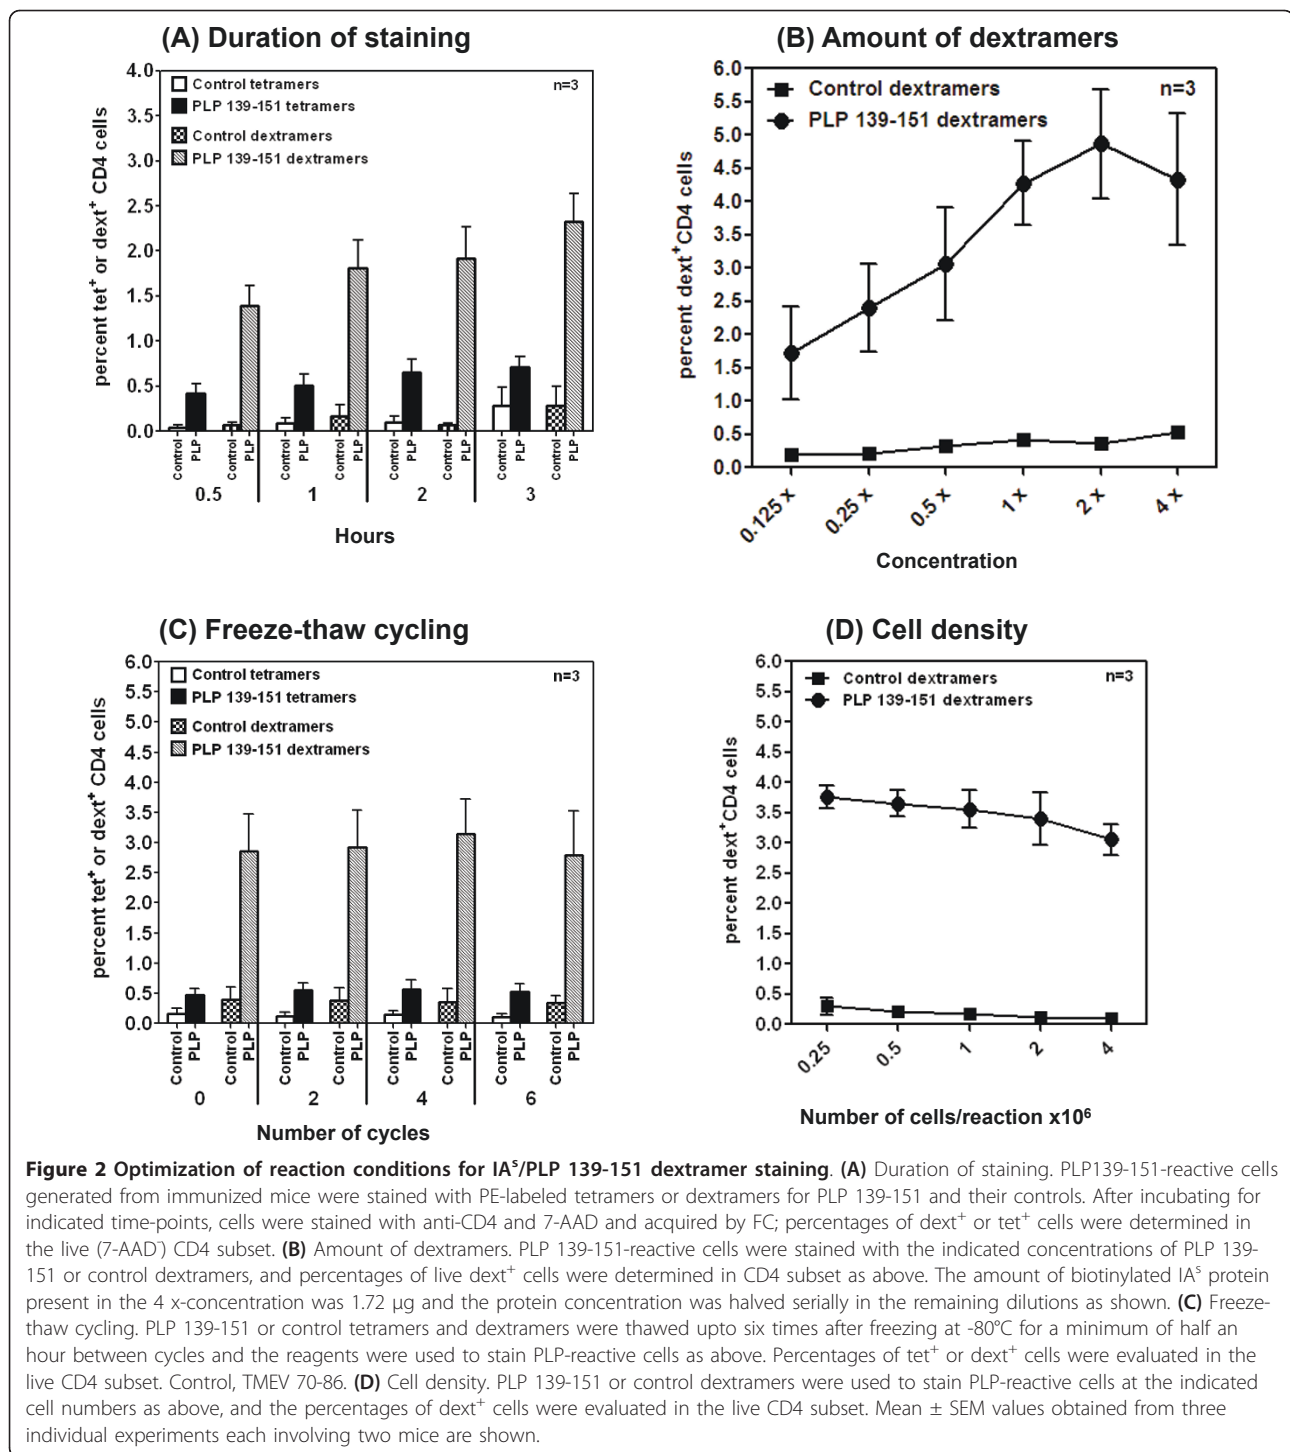 (A) Duration of staining
4.0
3.5
3.0
2.5
2.0
1.5
1.0
0.5
0.0
percent tet⁺ or dext⁺ CD4 cells
Control tetramers
PLP 139-151 tetramers
Control dextramers
PLP 139-151 dextramers
n=3
Control PLP Control PLP Control PLP Control PLP Control PLP Control PLP Control PLP Control PLP
0.5 1 2 3
Hours
(B) Amount of dextramers
6.0
5.5
5.0
4.5
4.0
3.5
3.0
2.5
2.0
1.5
1.0
0.5
0.0
percent dext⁺CD4 cells
Control dextramers
PLP 139-151 dextramers
n=3
0.125 x 0.25 x 0.5 x 1 x 2 x 4 x
Concentration
(C) Freeze-thaw cycling
6.0
5.5
5.0
4.5
4.0
3.5
3.0
2.5
2.0
1.5
1.0
0.5
0.0
percent tet⁺ or dext⁺ CD4 cells
Control tetramers
PLP 139-151 tetramers
Control dextramers
PLP 139-151 dextramers
n=3
Control PLP Control PLP Control PLP Control PLP Control PLP Control PLP Control PLP Control PLP
0 2 4 6
Number of cycles
(D) Cell density
6.0
5.5
5.0
4.5
4.0
3.5
3.0
2.5
2.0
1.5
1.0
0.5
0.0
percent dext⁺CD4 cells
Control dextramers
PLP 139-151 dextramers
n=3
0.25 0.5 1 2 4
Number of cells/reaction x10⁶
Figure 2 Optimization of reaction conditions for IAˢ/PLP 139-151 dextramer staining. (A) Duration of staining. PLP139-151-reactive cells
generated from immunized mice were stained with PE-labeled tetramers or dextramers for PLP 139-151 and their controls. After incubating for
indicated time-points, cells were stained with anti-CD4 and 7-AAD and acquired by FC; percentages of dext⁺ or tet⁺ cells were determined in
the live (7-AAD⁻) CD4 subset. (B) Amount of dextramers. PLP 139-151-reactive cells were stained with the indicated concentrations of PLP 139-
151 or control dextramers, and percentages of live dext⁺ cells were determined in CD4 subset as above. The amount of biotinylated IAˢ protein
present in the 4 x-concentration was 1.72 μg and the protein concentration was halved serially in the remaining dilutions as shown. (C) Freeze-
thaw cycling. PLP 139-151 or control tetramers and dextramers were thawed upto six times after freezing at -80°C for a minimum of half an
hour between cycles and the reagents were used to stain PLP-reactive cells as above. Percentages of tet⁺ or dext⁺ cells were evaluated in the
live CD4 subset. Control, TMEV 70-86. (D) Cell density. PLP 139-151 or control dextramers were used to stain PLP-reactive cells at the indicated
cell numbers as above, and the percentages of dext⁺ cells were evaluated in the live CD4 subset. Mean ± SEM values obtained from three
individual experiments each involving two mice are shown.